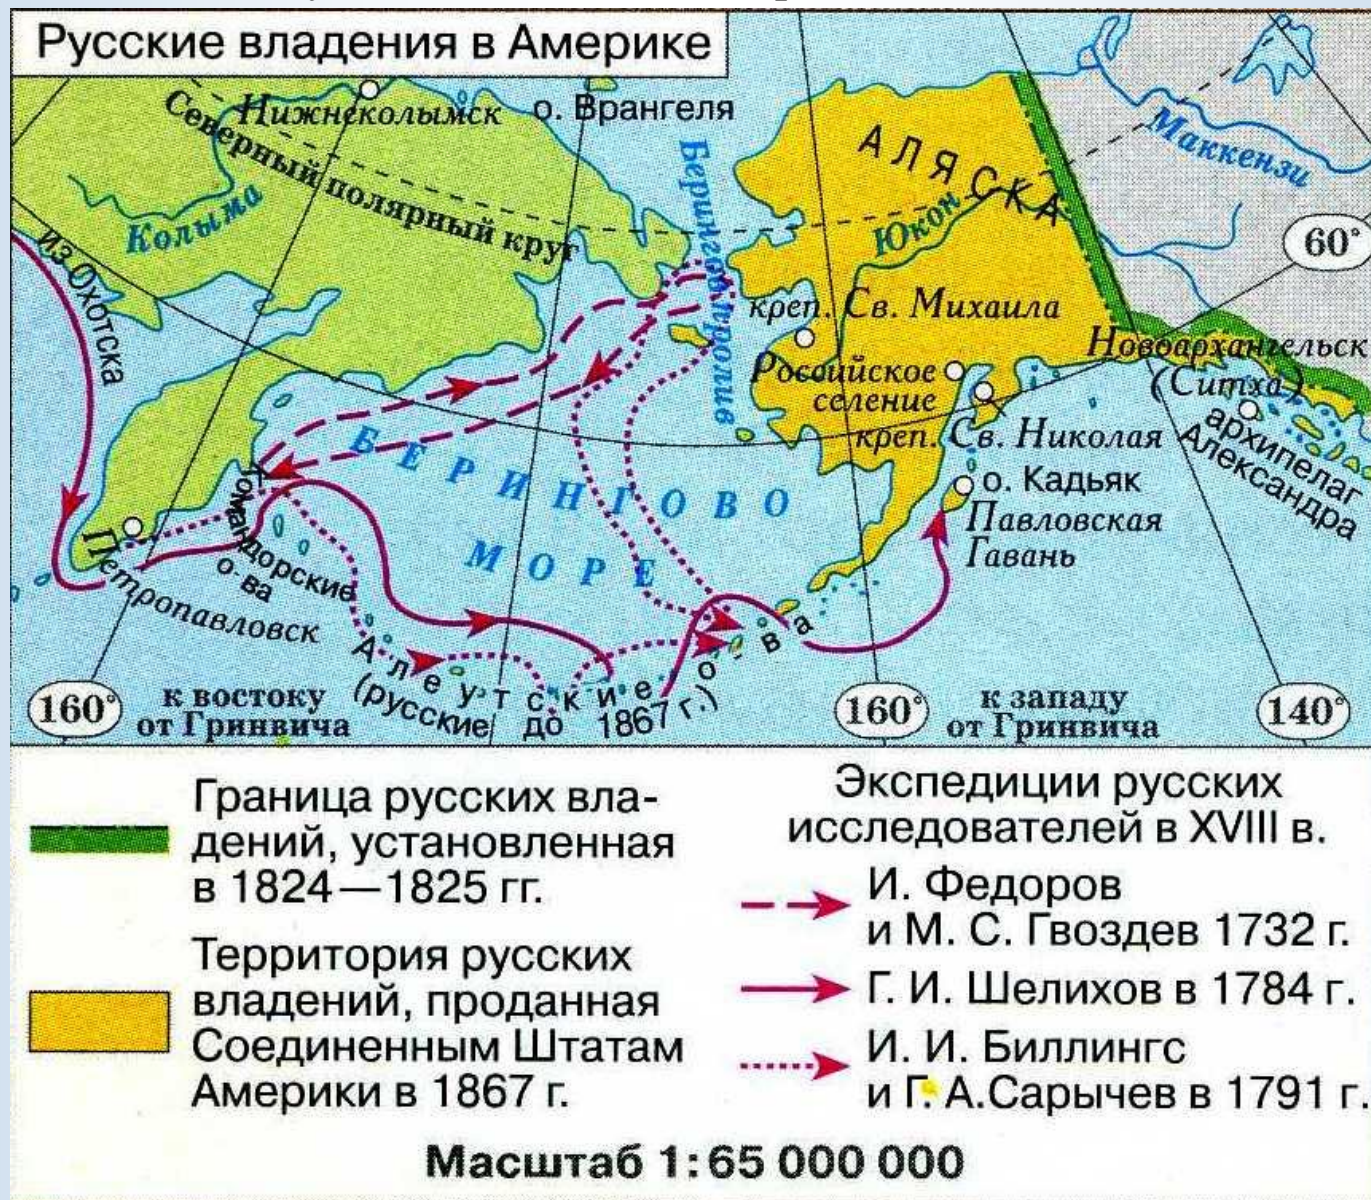 Русские владения в Америке
Нижнеколымск
о. Врангеля
Северный полярный круг
Колыма
из Охотска
Берингов пролив
АЛЯСКА
Юкон
Маккензи
60°
креп. Св. Михаила
Российское
селение
креп. Св. Николая
Новоархангельск
(Ситха)
архипелаг
Александра
о. Кадьяк
Павловская
Гавань
БЕРИНГОВО
МОРЕ
Командорские
о-ва
Петропавловск
Алеутские о-ва
(русские до 1867 г.)
160°
к востоку
от Гринвича
160°
к западу
от Гринвича
140°
Граница русских вла-
дений, установленная
в 1824—1825 гг.
Территория русских
владений, проданная
Соединенным Штатам
Америки в 1867 г.
Экспедиции русских
исследователей в XVIII в.
И. Федоров
и М. С. Гвоздев 1732 г.
Г. И. Шелихов в 1784 г.
И. И. Биллингс
и Г. А.Сарычев в 1791 г.
Масштаб 1:65 000 000